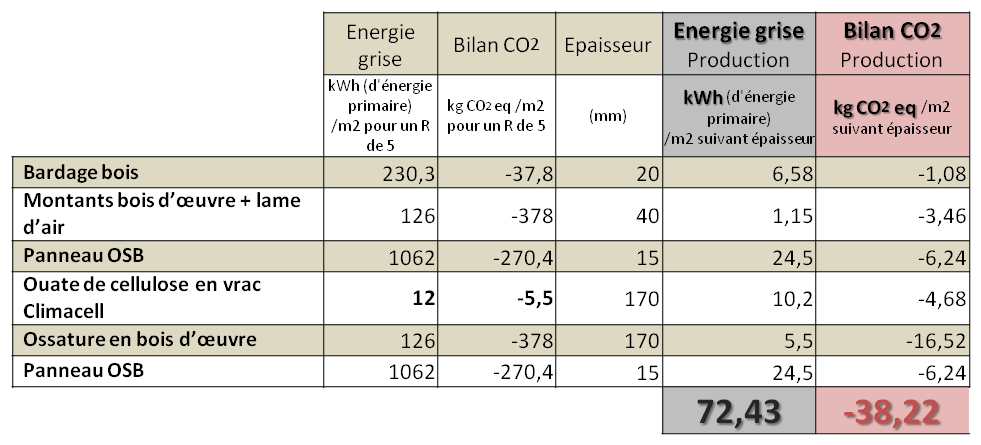 Energie grise Bilan CO2 Epaisseur Energie grise Production Bilan CO2 Production
kWh (d'énergie primaire) /m2 pour un R de 5 kg CO2 eq /m2 pour un R de 5 (mm) kWh (d'énergie primaire) /m2 suivant épaisseur kg CO2 eq /m2 suivant épaisseur
Bardage bois 230,3 -37,8 20 6,58 -1,08
Montants bois d'œuvre + lame d'air 126 -378 40 1,15 -3,46
Panneau OSB 1062 -270,4 15 24,5 -6,24
Ouate de cellulose en vrac Climacell 12 -5,5 170 10,2 -4,68
Ossature en bois d'œuvre 126 -378 170 5,5 -16,52
Panneau OSB 1062 -270,4 15 24,5 -6,24
72,43 -38,22